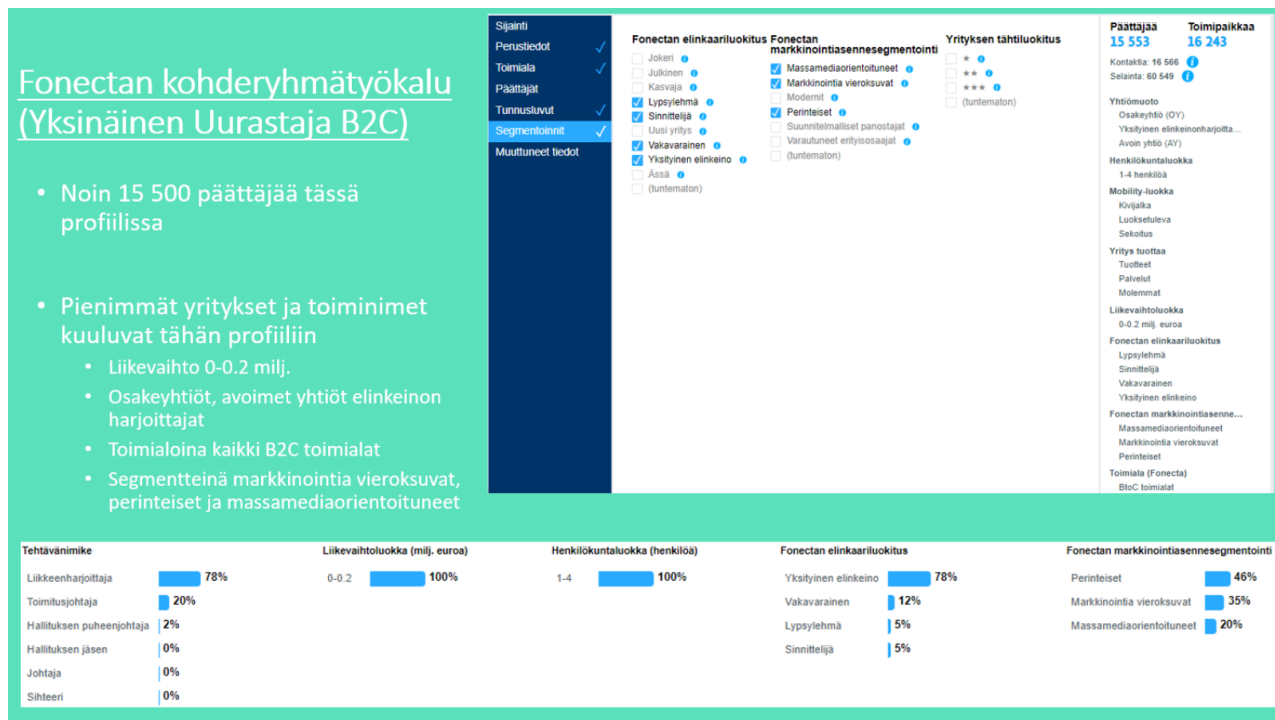 Fonectan kohderyhmätyökalu
(Yksinäinen Uurastaja B2C)
• Noin 15 500 päättäjää tässä
profiilissa
• Pienimmät yritykset ja toiminimet
kuuluvat tähän profiiliin
• Liikevaihto 0-0.2 milj.
• Osakeyhtiöt, avoimet yhtiöt elinkeinon
harjoittajat
• Toimialoina kaikki B2C toimialat
• Segmentteinä markkinointia vieroksuvat,
perinteiset ja massamediaorientoituneet
Sijainti
Perustiedot
Toimiala
Päättäjät
Tunnusluvut
Segmentoinnit
Muuttuneet tiedot
Fonectan elinkaariluokitus
Jokeri
Julkinen
Kasvaja
Lypsylehmä
Sinnittelijä
Uusi yritys
Vakavarainen
Yksityinen elinkeino
Ässä
(tuntematon)
Fonectan
markkinointiasennesegmentointi
Massamediaorientoituneet
Markkinointia vieroksuvat
Modernit
Perinteiset
Suunnitelmalliset panostajat
Varautuneet erityisosaajat
(tuntematon)
Yrityksen tähtiluokitus
★
★★
★★★
(tuntematon)
Päättäjää Toimipaikkaa
15 553 16 243
Kontaktia: 16 566
Selainta: 60 549
Yhtiömuoto
Osakeyhtiö (OY)
Yksityinen elinkeinonharjoitta...
Avoin yhtiö (AY)
Henkilökuntaluokka
1-4 henkilöä
Mobility-luokka
Kivijalka
Luoksetuleva
Sekoitus
Yritys tuottaa
Tuotteet
Palvelut
Molemmat
Liikevaihtoluokka
0-0.2 milj. euroa
Fonectan elinkaariluokitus
Lypsylehmä
Sinnittelijä
Vakavarainen
Yksityinen elinkeino
Fonectan markkinointiasenne...
Massamediaorientoituneet
Markkinointia vieroksuvat
Perinteiset
Toimiala (Fonecta)
BtoC toimialat
Tehtävänimike
Liikkeenharjoittaja 78%
Toimitusjohtaja 20%
Hallituksen puheenjohtaja 2%
Hallituksen jäsen 0%
Johtaja 0%
Sihteeri 0%
Liikevaihtoluokka (milj. euroa)
0-0.2 100%
Henkilökuntaluokka (henkilöä)
1-4 100%
Fonectan elinkaariluokitus
Yksityinen elinkeino 78%
Vakavarainen 12%
Lypsylehmä 5%
Sinnittelijä 5%
Fonectan markkinointiasennesegmentointi
Perinteiset 46%
Markkinointia vieroksuvat 35%
Massamediaorientoituneet 20%